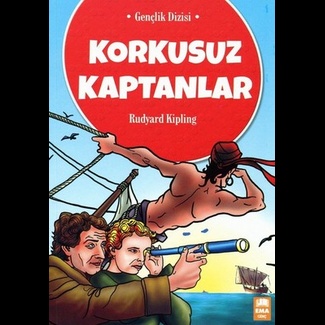 • Gençlik Dizisi •
KORKUSUZ
KAPTANLAR
Rudyard Kipling
EMA